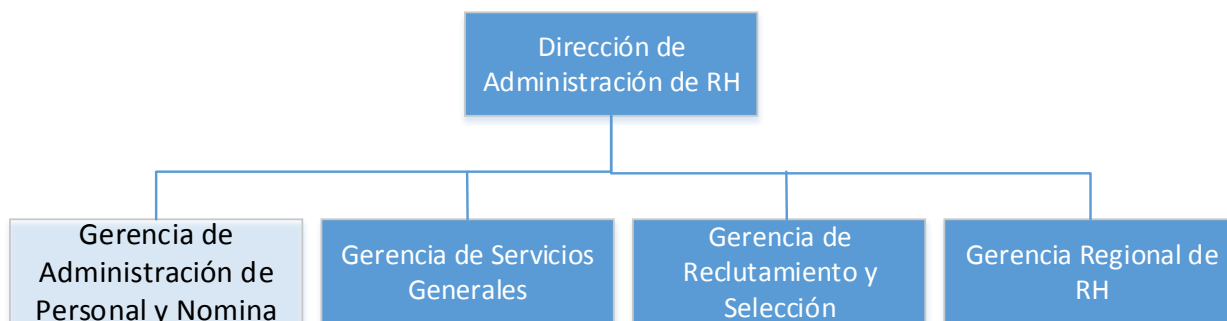 Dirección de
Administración de RH
Gerencia de
Administración de
Personal y Nomina
Gerencia de Servicios
Generales
Gerencia de
Reclutamiento y
Selección
Gerencia Regional de
RH